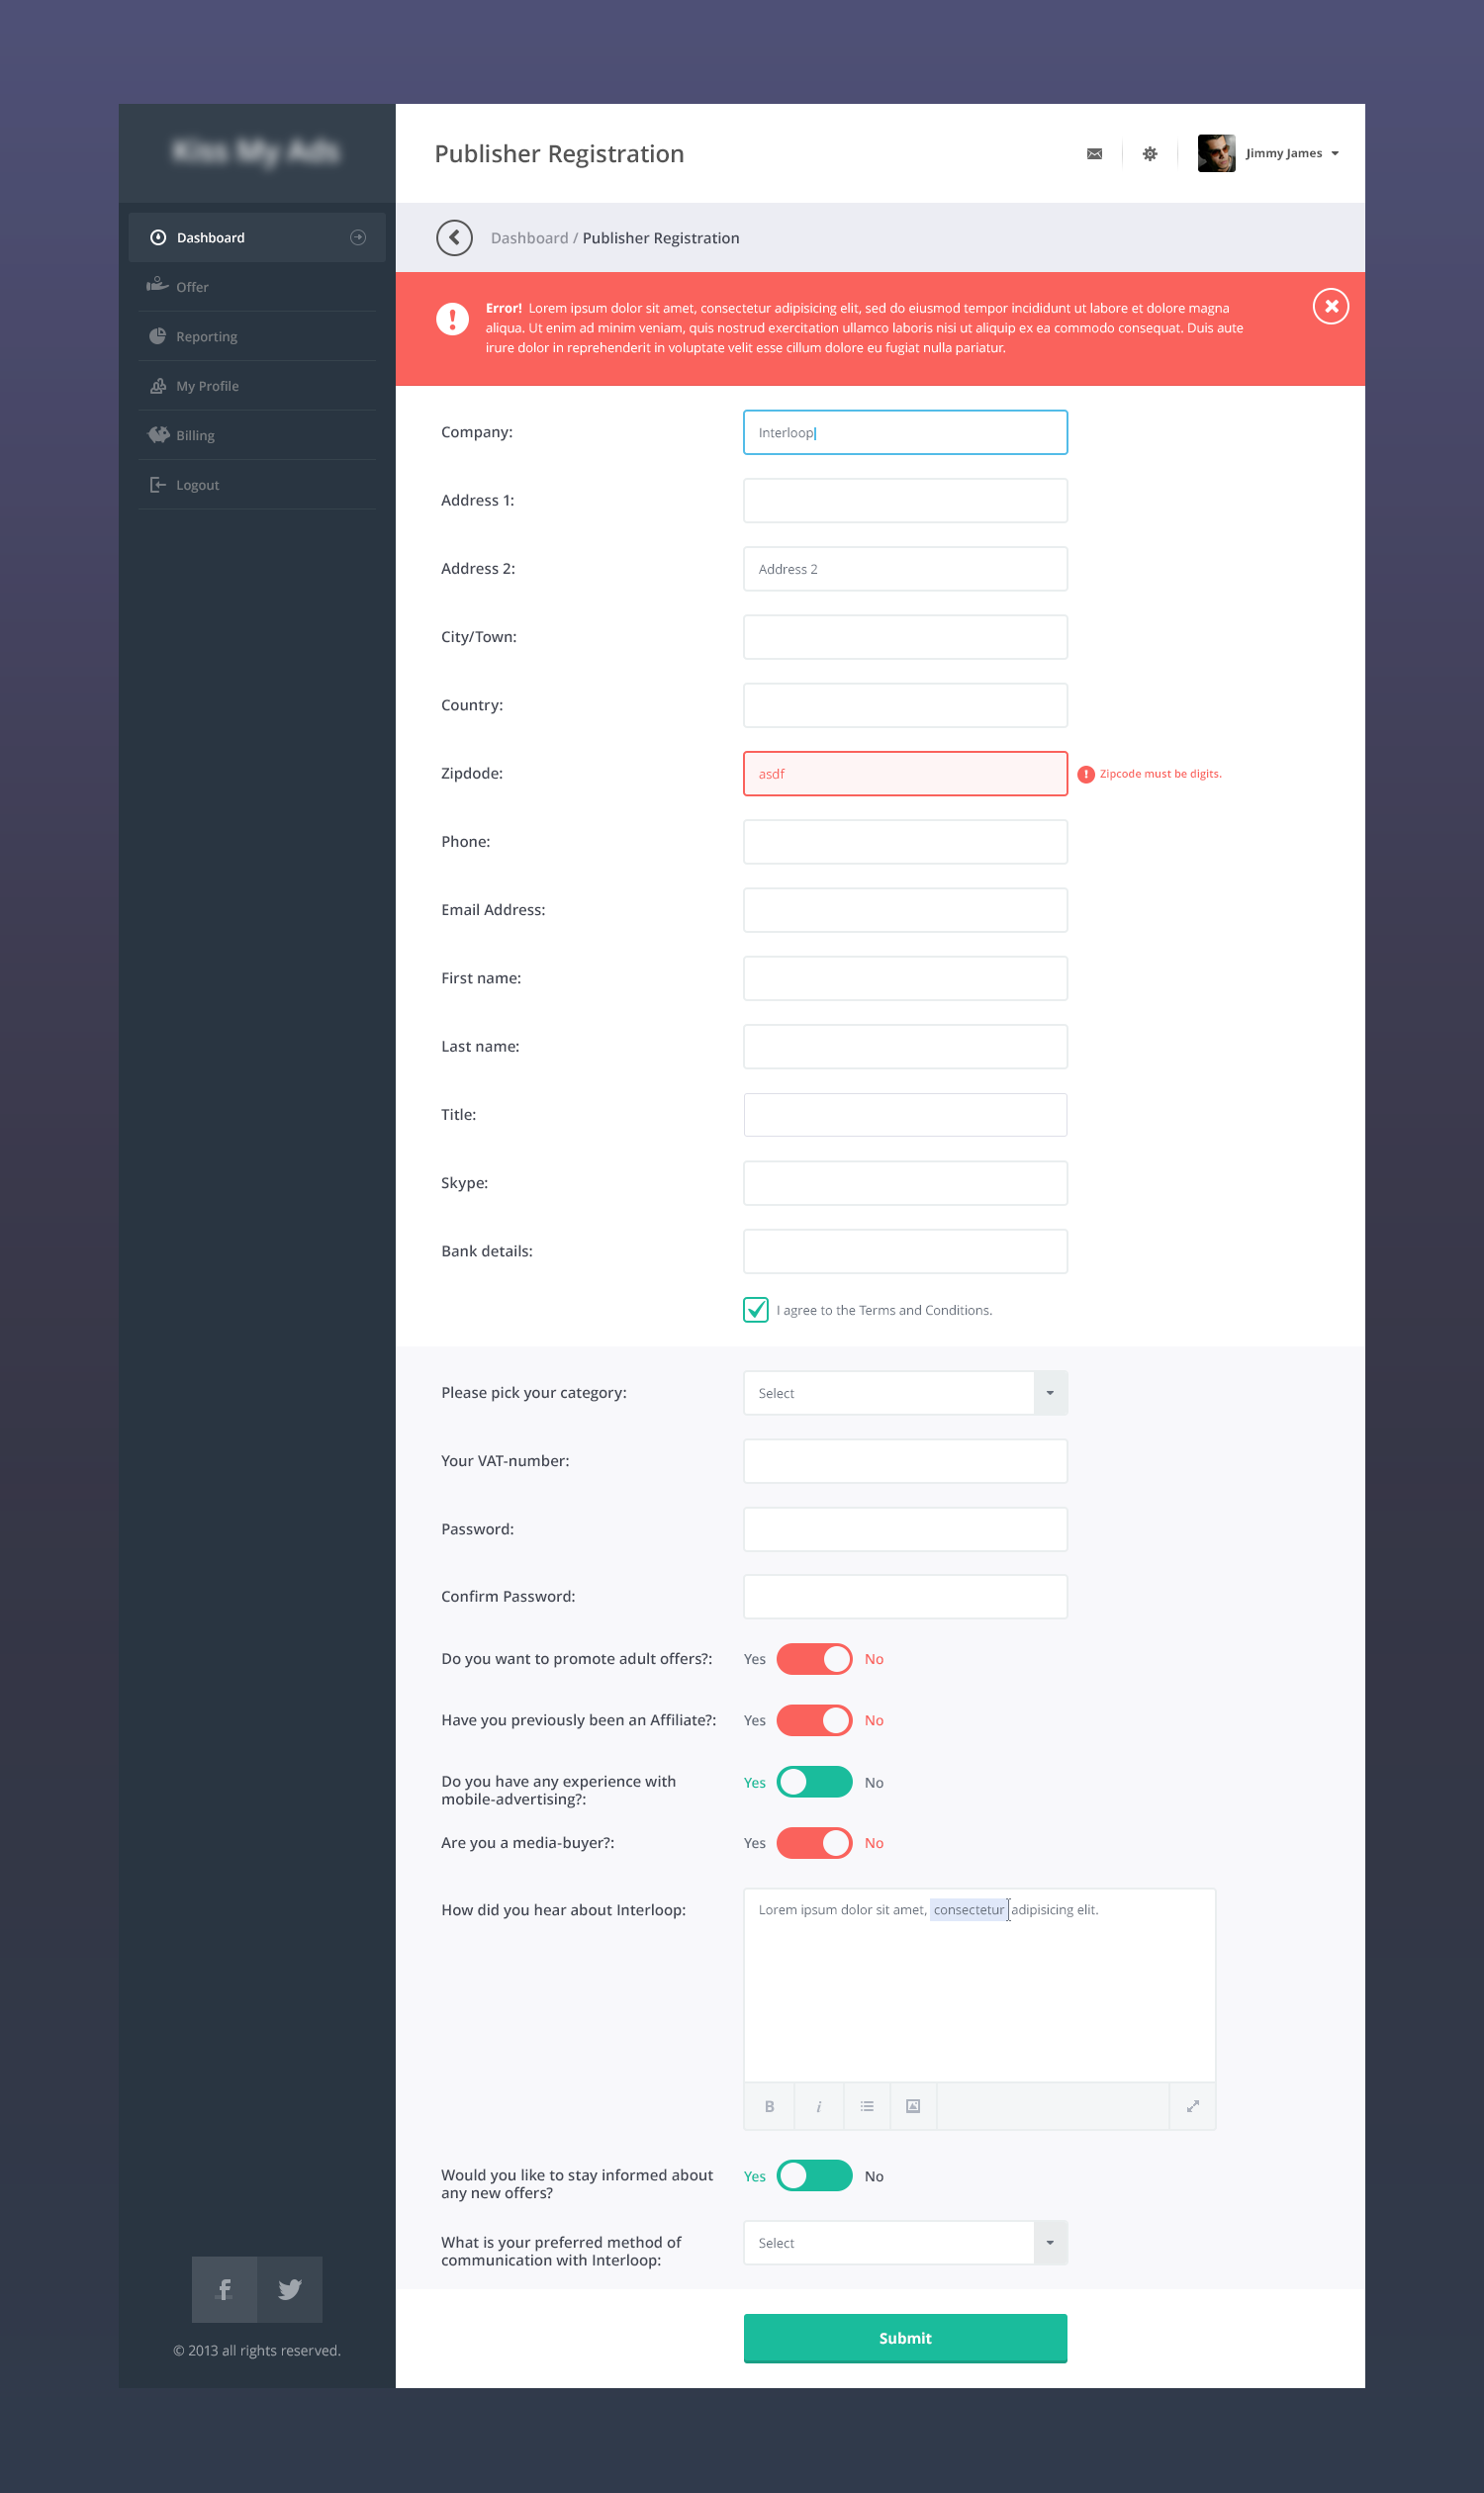 Kiss My Ads
Publisher Registration
Jimmy James
Dashboard
Dashboard / Publisher Registration
Offer
Reporting
My Profile
Billing
Logout
Error! Lorem ipsum dolor sit amet, consectetur adipisicing elit, sed do eiusmod tempor incididunt ut labore et dolore magna
aliqua. Ut enim ad minim veniam, quis nostrud exercitation ullamco laboris nisi ut aliquip ex ea commodo consequat. Duis aute
irure dolor in reprehenderit in voluptate velit esse cillum dolore eu fugiat nulla pariatur.
Company:
Interloop
Address 1:
Address 2:
Address 2
City/Town:
Country:
Zipdode:
asdf
Zipcode must be digits.
Phone:
Email Address:
First name:
Last name:
Title:
Skype:
Bank details:
I agree to the Terms and Conditions.
Please pick your category:
Select
Your VAT-number:
Password:
Confirm Password:
Do you want to promote adult offers?:
Yes No
Have you previously been an Affiliate?:
Yes No
Do you have any experience with
mobile-advertising?:
Yes No
Are you a media-buyer?:
Yes No
How did you hear about Interloop:
Lorem ipsum dolor sit amet, consectetur adipisicing elit.
B i
Would you like to stay informed about
any new offers?
Yes No
What is your preferred method of
communication with Interloop:
Select
Submit
© 2013 all rights reserved.